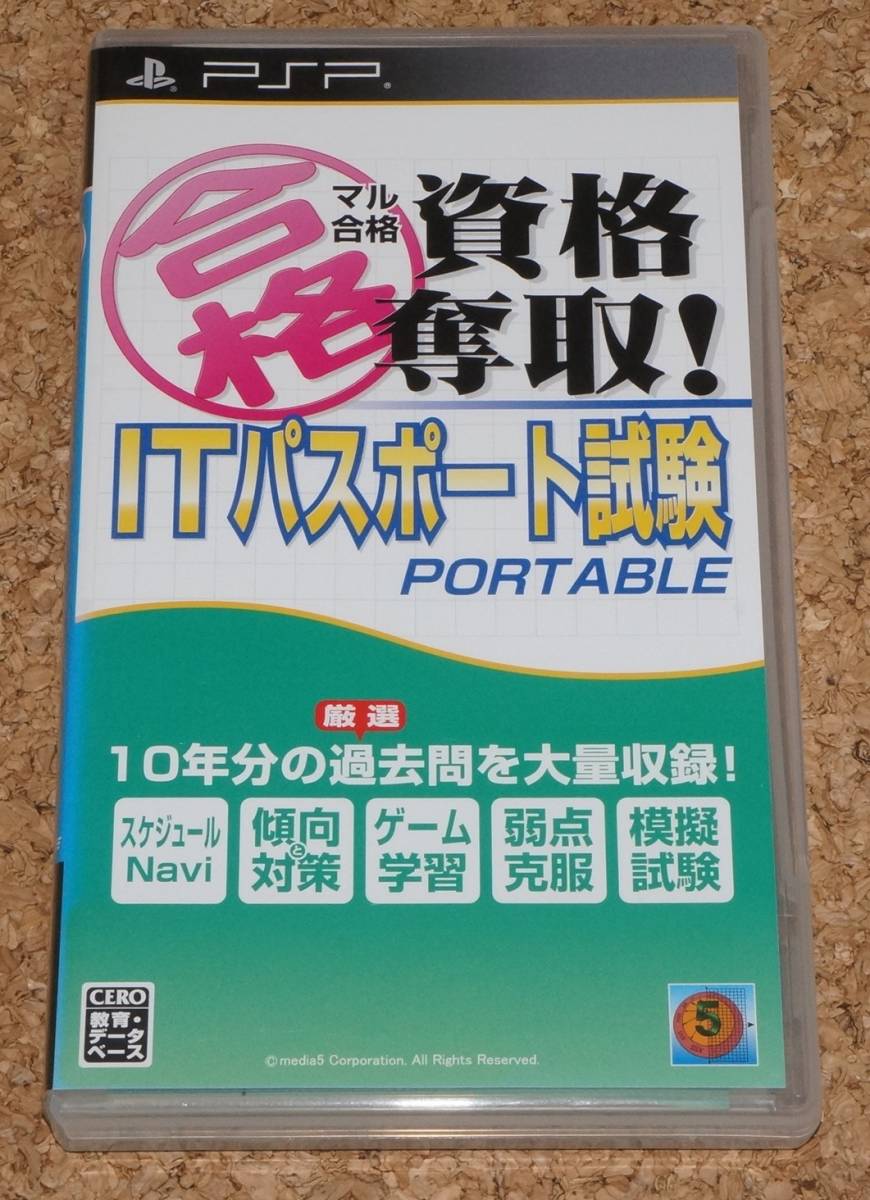 PSP
合格
マル
合格
資格
奪取!
ITパスポート試験
PORTABLE
厳選
10年分の過去問を大量収録!
スケジュール
Navi
傾向
と
対策
ゲーム
学習
弱点
克服
模擬
試験
CERO
教育・
データ
ベース
©media5 Corporation. All Rights Reserved.
5